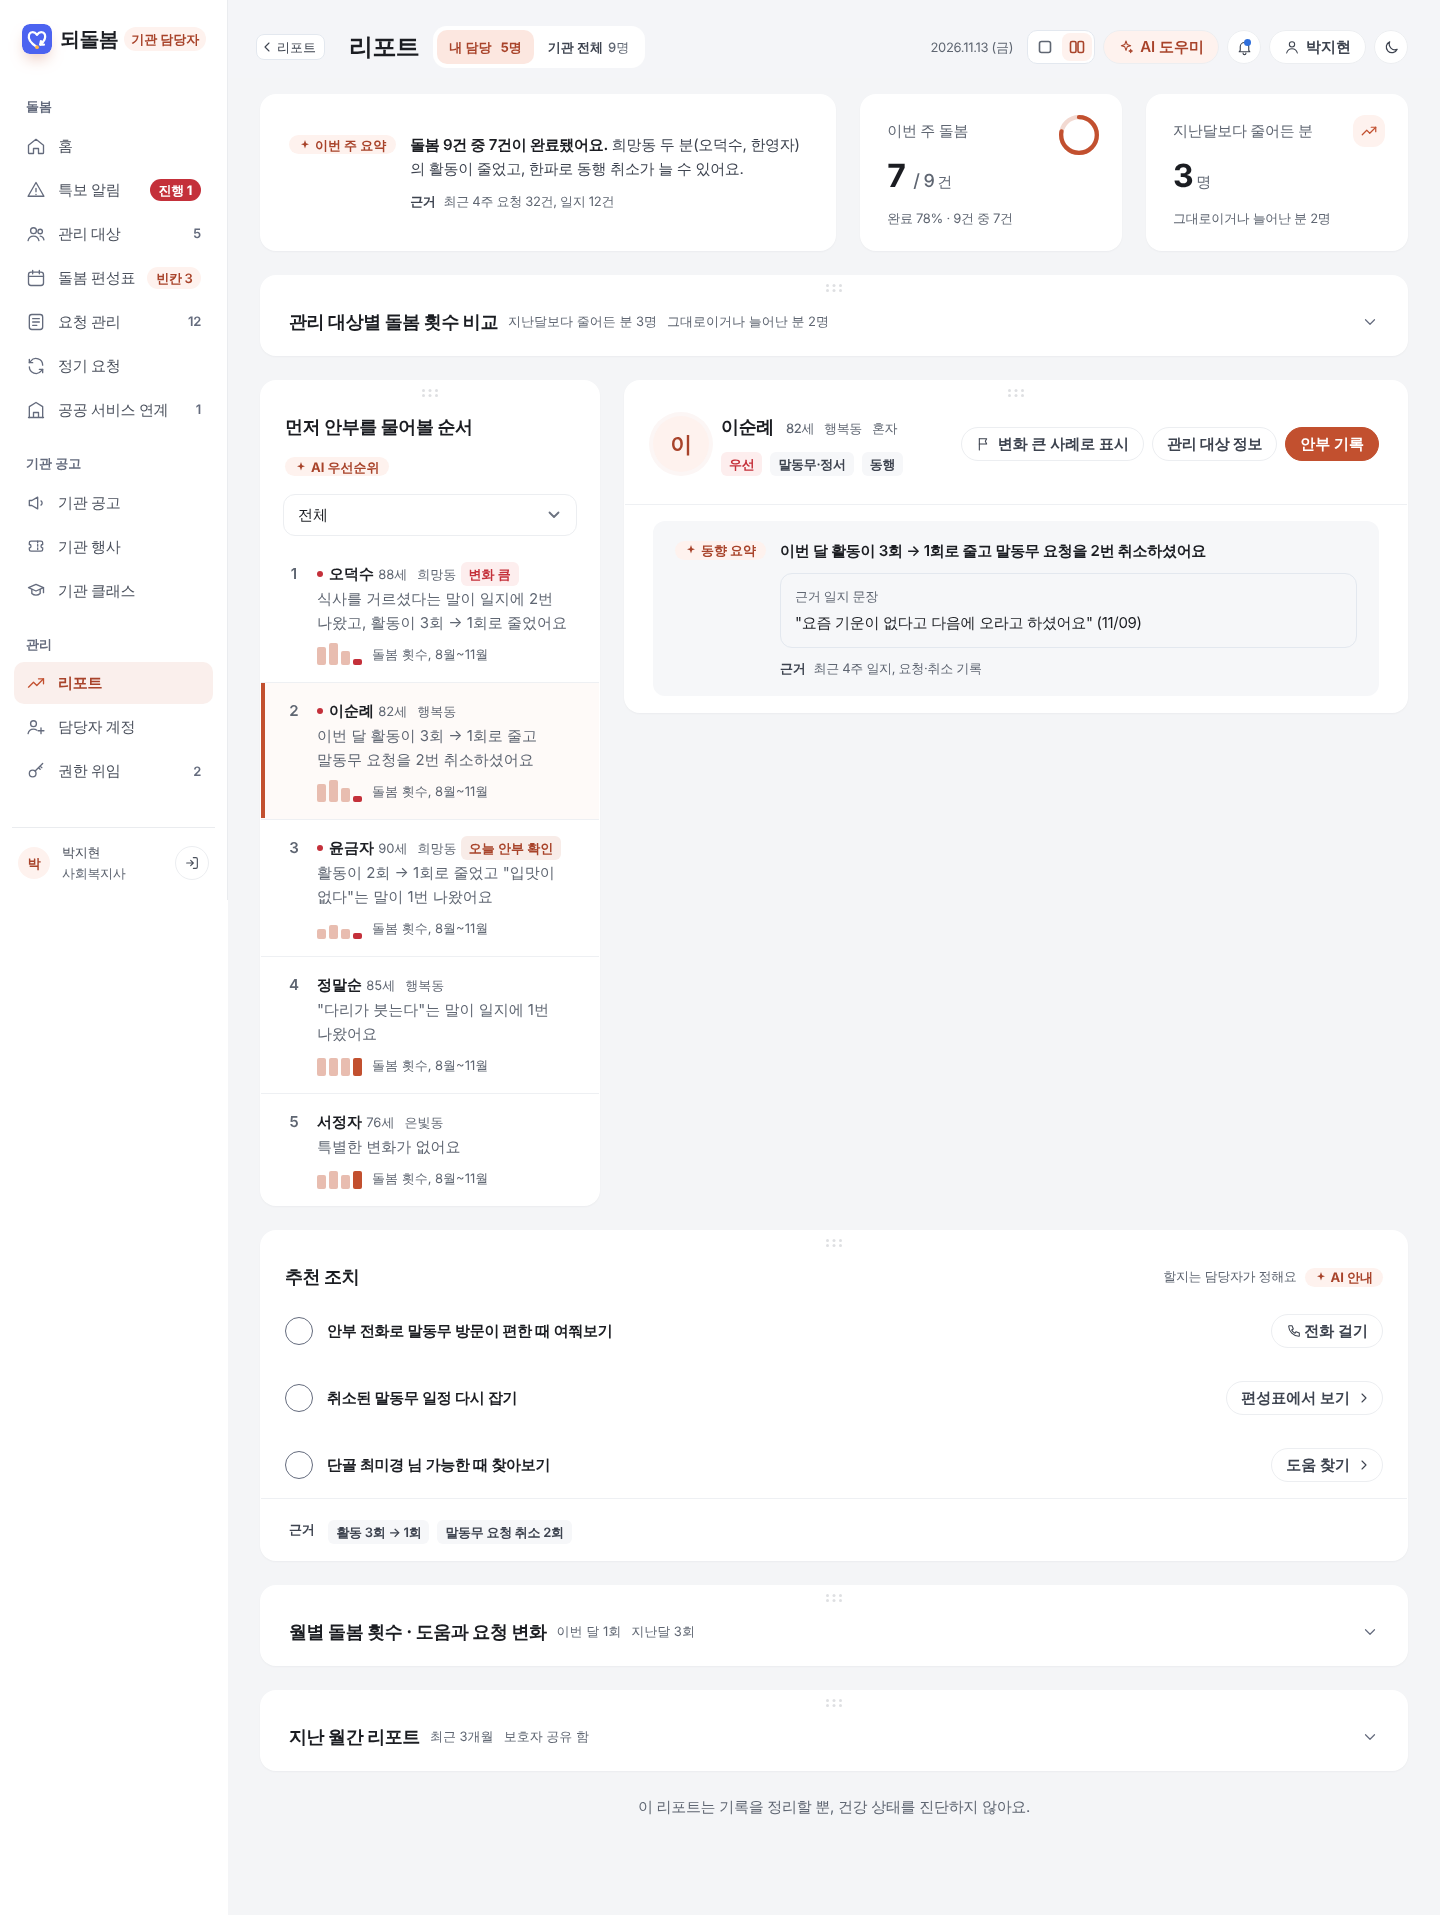 되돌봄 기관 담당자
돌봄
홈
특보 알림 진행 1
관리 대상 5
돌봄 편성표 빈칸 3
요청 관리 12
정기 요청
공공 서비스 연계 1
기관 공고
기관 공고
기관 행사
기관 클래스
관리
리포트
담당자 계정
권한 위임 2
박 박지현
사회복지사
리포트 리포트 내 담당 5명 기관 전체 9명
2026.11.13 (금) AI 도우미 박지현
이번 주 요약 돌봄 9건 중 7건이 완료됐어요. 희망동 두 분(오덕수, 한영자)
의 활동이 줄었고, 한파로 동행 취소가 늘 수 있어요.
근거 최근 4주 요청 32건, 일지 12건
이번 주 돌봄
7 / 9 건
완료 78% · 9건 중 7건
지난달보다 줄어든 분
3 명
그대로이거나 늘어난 분 2명
관리 대상별 돌봄 횟수 비교 지난달보다 줄어든 분 3명 그대로이거나 늘어난 분 2명
먼저 안부를 물어볼 순서
AI 우선순위
전체
1 오덕수 88세 희망동 변화 큼
식사를 거르셨다는 말이 일지에 2번
나왔고, 활동이 3회 → 1회로 줄었어요
돌봄 횟수, 8월~11월
2 이순례 82세 행복동
이번 달 활동이 3회 → 1회로 줄고
말동무 요청을 2번 취소하셨어요
돌봄 횟수, 8월~11월
3 윤금자 90세 희망동 오늘 안부 확인
활동이 2회 → 1회로 줄었고 "입맛이
없다"는 말이 1번 나왔어요
돌봄 횟수, 8월~11월
4 정말순 85세 행복동
"다리가 붓는다"는 말이 일지에 1번
나왔어요
돌봄 횟수, 8월~11월
5 서정자 76세 은빛동
특별한 변화가 없어요
돌봄 횟수, 8월~11월
이 이순례 82세 행복동 혼자
우선 말동무·정서 동행
변화 큰 사례로 표시 관리 대상 정보 안부 기록
동향 요약 이번 달 활동이 3회 → 1회로 줄고 말동무 요청을 2번 취소하셨어요
근거 일지 문장
"요즘 기운이 없다고 다음에 오라고 하셨어요" (11/09)
근거 최근 4주 일지, 요청·취소 기록
추천 조치 할지는 담당자가 정해요 AI 안내
안부 전화로 말동무 방문이 편한 때 여쭤보기 전화 걸기
취소된 말동무 일정 다시 잡기 편성표에서 보기
단골 최미경 님 가능한 때 찾아보기 도움 찾기
근거 활동 3회 → 1회 말동무 요청 취소 2회
월별 돌봄 횟수 · 도움과 요청 변화 이번 달 1회 지난달 3회
지난 월간 리포트 최근 3개월 보호자 공유 함
이 리포트는 기록을 정리할 뿐, 건강 상태를 진단하지 않아요.